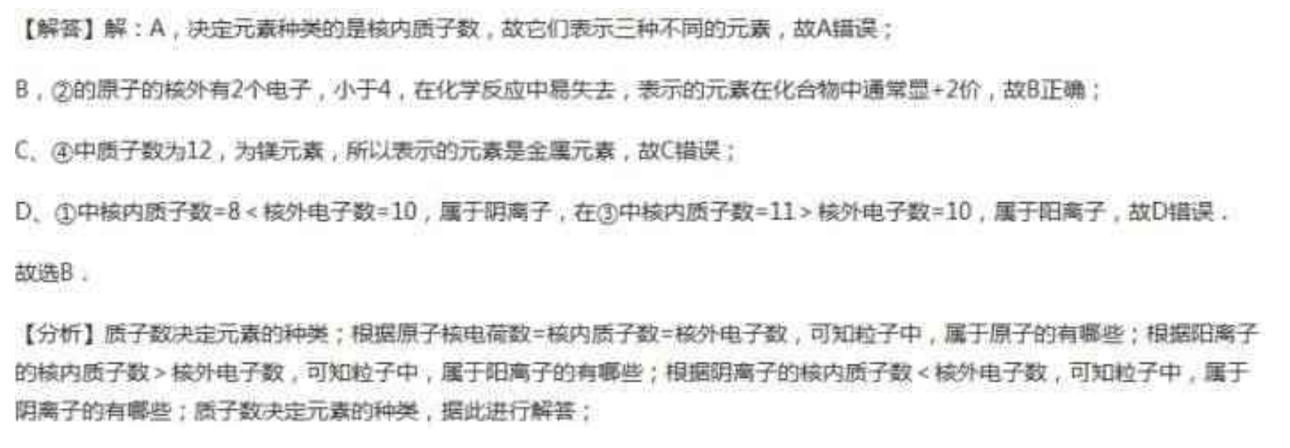 【解答】解：A，决定元素种类的是核内质子数，故它们表示三种不同的元素，故A错误；
B，②的原子的核外有2个电子，小于4，在化学反应中易失去，表示的元素在化合物中通常显+2价，故B正确；
C、④中质子数为12，为镁元素，所以表示的元素是金属元素，故C错误；
D、①中核内质子数=8<核外电子数=10，属于阴离子，在③中核内质子数=11>核外电子数=10，属于阳离子，故D错误．
故选B．
【分析】质子数决定元素的种类；根据原子核电荷数=核内质子数=核外电子数，可知粒子中，属于原子的有哪些；根据阳离子
的核内质子数>核外电子数，可知粒子中，属于阳离子的有哪些；根据阴离子的核内质子数<核外电子数，可知粒子中，属于
阴离子的有哪些；质子数决定元素的种类，据此进行解答；